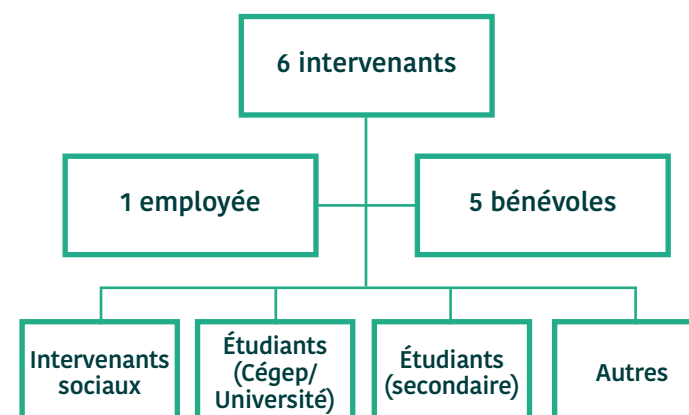 6 intervenants
1 employée
5 bénévoles
Intervenants
sociaux
Étudiants
(Cégep/
Université)
Étudiants
(secondaire)
Autres